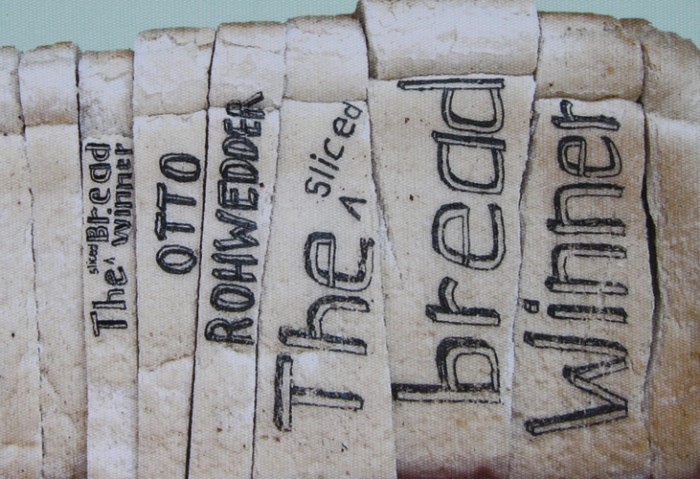 The ^ sliced Bread
winner
OTTO
ROHWEDDER
The ^ sliced
bread
Winner